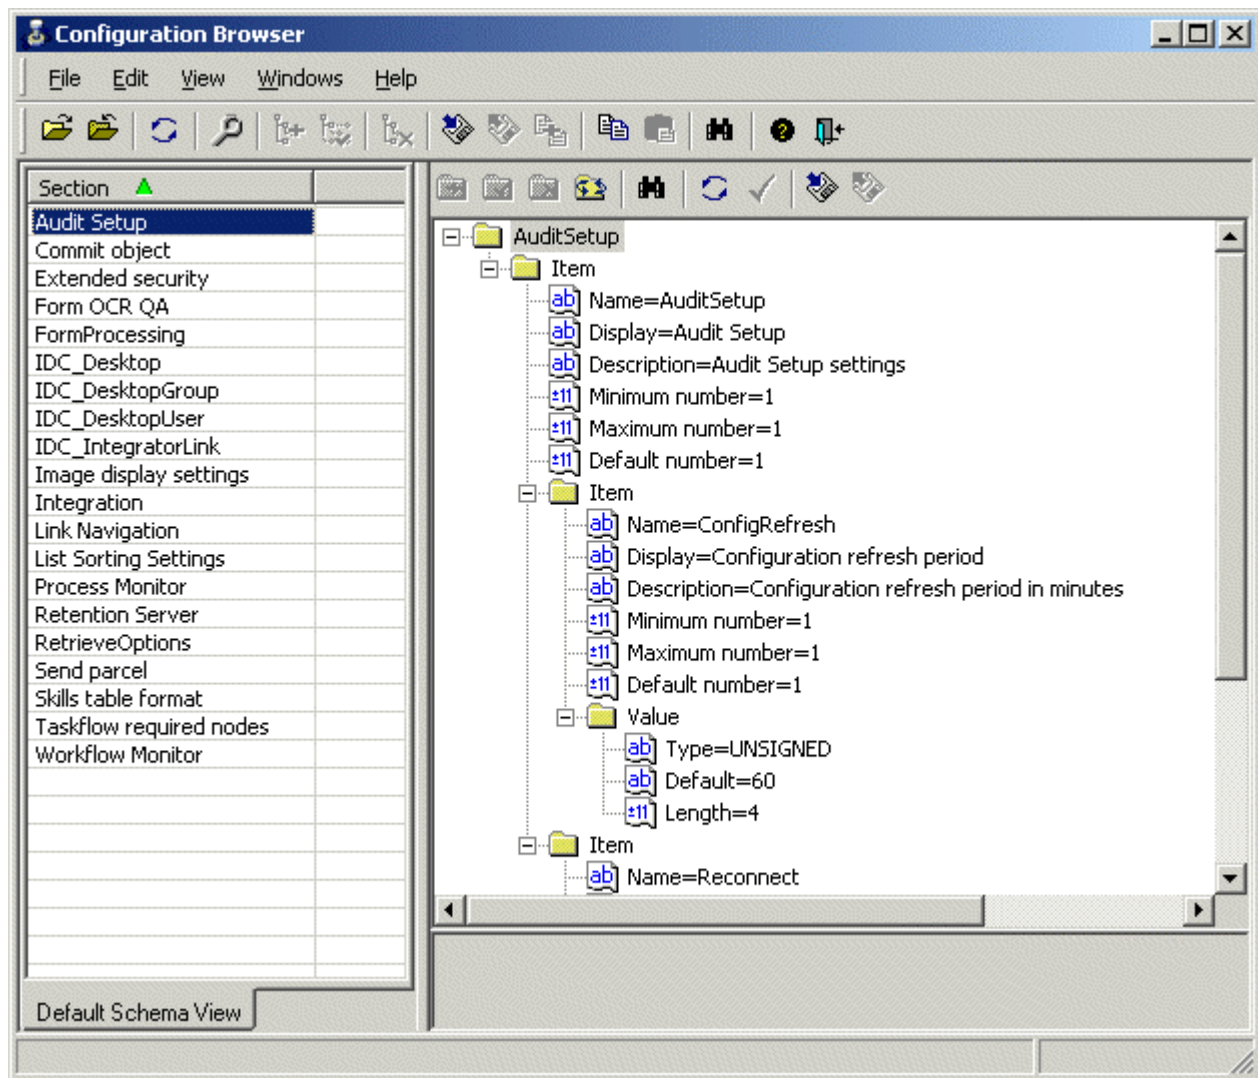 Configuration Browser
File Edit View Windows Help
Section
Audit Setup
Commit object
Extended security
Form OCR QA
FormProcessing
IDC_Desktop
IDC_DesktopGroup
IDC_DesktopUser
IDC_IntegratorLink
Image display settings
Integration
Link Navigation
List Sorting Settings
Process Monitor
Retention Server
RetrieveOptions
Send parcel
Skills table format
Taskflow required nodes
Workflow Monitor
Default Schema View
AuditSetup
Item
ab Name=AuditSetup
ab Display=Audit Setup
ab Description=Audit Setup settings
±11 Minimum number=1
±11 Maximum number=1
±11 Default number=1
Item
ab Name=ConfigRefresh
ab Display=Configuration refresh period
ab Description=Configuration refresh period in minutes
±11 Minimum number=1
±11 Maximum number=1
±11 Default number=1
Value
ab Type=UNSIGNED
ab Default=60
±11 Length=4
Item
ab Name=Reconnect